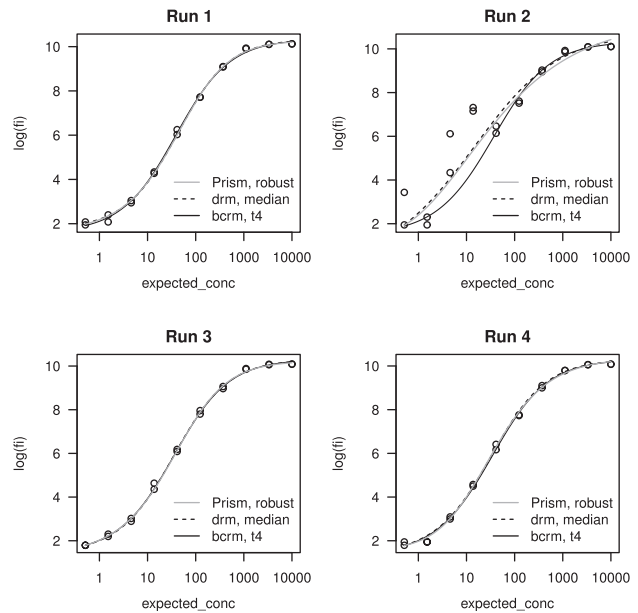 Run 1
log(fi)
10
8
6
4
2
Prism, robust
drm, median
bcrm, t4
1 10 100 1000 10000
expected_conc
Run 2
log(fi)
10
8
6
4
2
Prism, robust
drm, median
bcrm, t4
1 10 100 1000 10000
expected_conc
Run 3
log(fi)
10
8
6
4
2
Prism, robust
drm, median
bcrm, t4
1 10 100 1000 10000
expected_conc
Run 4
log(fi)
10
8
6
4
2
Prism, robust
drm, median
bcrm, t4
1 10 100 1000 10000
expected_conc